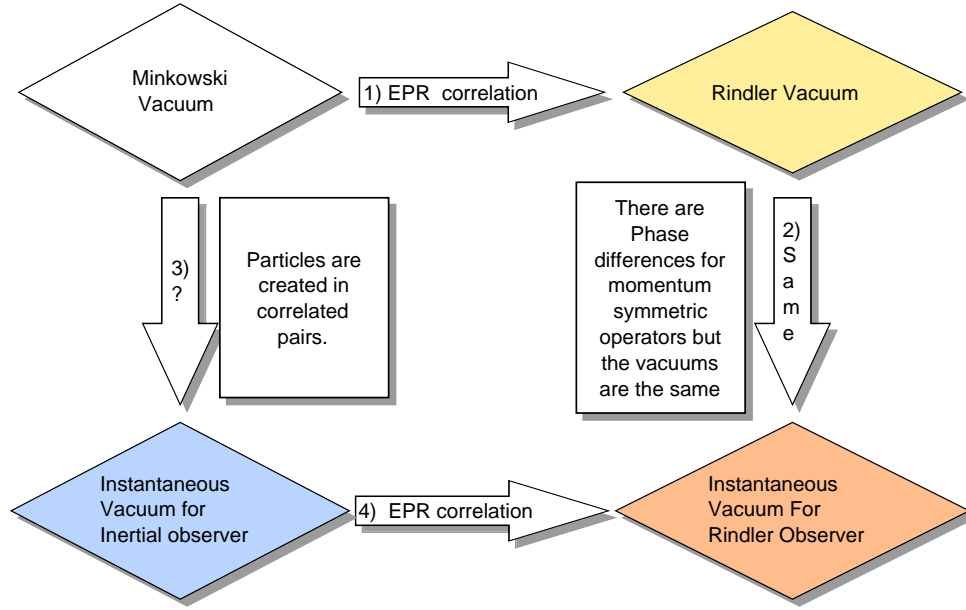 Minkowski
Vacuum
1) EPR  correlation
Rindler Vacuum
3)
?
Particles are
created in
correlated
pairs.
There are
Phase
differences for
momentum
symmetric
operators but
the vacuums
are the same
2)
S
a
m
e
Instantaneous
Vacuum for
Inertial observer
4)  EPR correlation
Instantaneous
Vacuum For
Rindler Observer